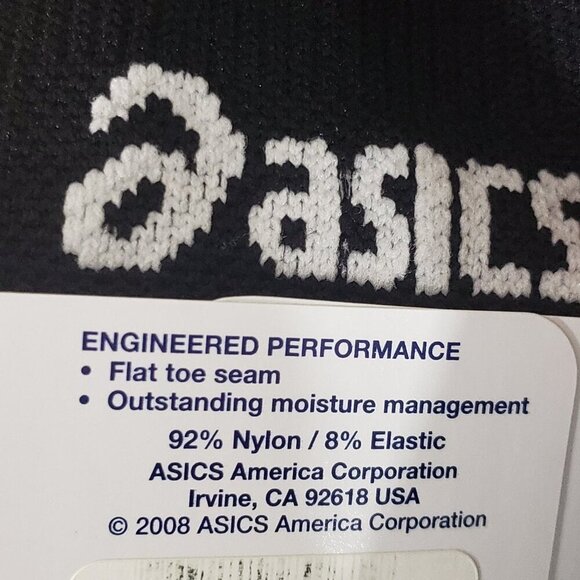 asics
ENGINEERED PERFORMANCE
• Flat toe seam
• Outstanding moisture management
92% Nylon / 8% Elastic
ASICS America Corporation
Irvine, CA 92618 USA
© 2008 ASICS America Corporation